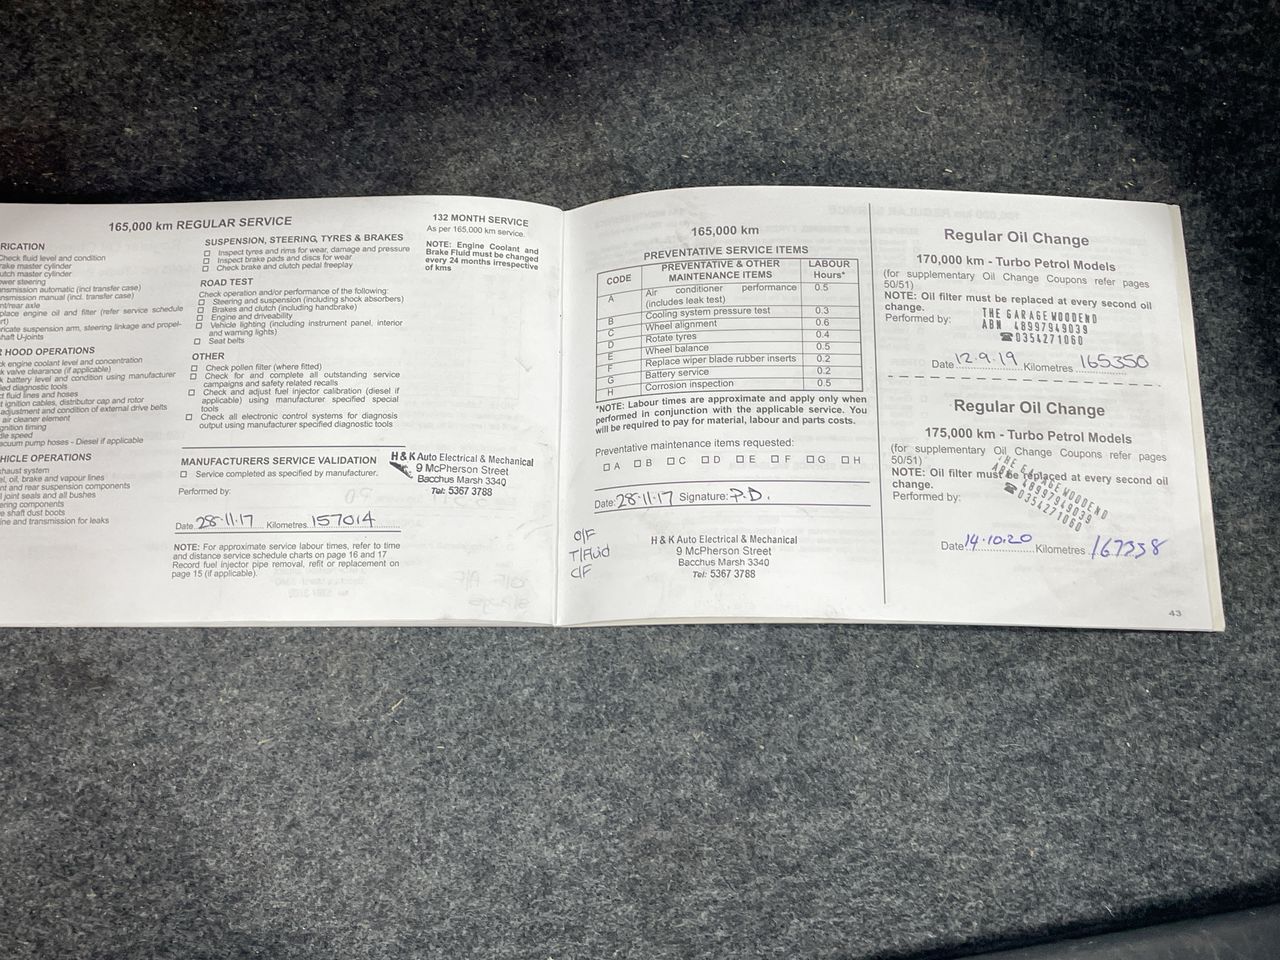 165,000 km REGULAR SERVICE
RICATION
Check fluid level and condition
rake master cylinder
utch master cylinder
wer steering
ansmission automatic (incl transfer case)
nsmission manual (incl. transfer case)
nt/rear axle
place engine oil and filter (refer service schedule
rt)
ricate suspension arm, steering linkage and propel-
haft U-joints
HOOD OPERATIONS
ck engine coolant level and concentration
k valve clearance (if applicable)
k battery level and condition using manufacturer
ied diagnostic tools
d fluid lines and hoses
t ignition cables, distributor cap and rotor
adjustment and condition of external drive belts
air cleaner element
gnition timing
dle speed
acuum pump hoses - Diesel if applicable
HICLE OPERATIONS
xhaust system
el, oil, brake and vapour lines
nt and rear suspension components
l joint seals and all bushes
ering components
e shaft dust boots
ine and transmission for leaks
SUSPENSION, STEERING, TYRES & BRAKES
Inspect tyres and rims for wear, damage and pressure
Inspect brake pads and discs for wear
Check brake and clutch pedal freeplay
ROAD TEST
Check operation and/or performance of the following:
Steering and suspension (including shock absorbers)
Brakes and clutch (including handbrake)
Engine and driveability
Vehicle lighting (including instrument panel, interior
and warning lights)
Seat belts
OTHER
Check pollen filter (where fitted)
Check for and complete all outstanding service
campaigns and safety related recalls
Check and adjust fuel injector calibration (diesel if
applicable) using manufacturer specified special
tools
Check all electronic control systems for diagnosis
output using manufacturer specified diagnostic tools
MANUFACTURERS SERVICE VALIDATION
Service completed as specified by manufacturer.
Performed by:
H & K Auto Electrical & Mechanical
9 McPherson Street
Bacchus Marsh 3340
Tel: 5367 3788
Date 28-11-17 Kilometres 157014
NOTE: For approximate service labour times, refer to time
and distance service schedule charts on page 16 and 17
Record fuel injector pipe removal, refit or replacement on
page 15 (if applicable).
132 MONTH SERVICE
As per 165,000 km service.
NOTE: Engine Coolant and
Brake Fluid must be changed
every 24 months irrespective
of kms
165,000 km
PREVENTATIVE SERVICE ITEMS
CODE PREVENTATIVE & OTHER MAINTENANCE ITEMS LABOUR Hours*
A Air conditioner performance (includes leak test) 0.5
B Cooling system pressure test 0.3
C Wheel alignment 0.6
D Rotate tyres 0.4
E Wheel balance 0.5
F Replace wiper blade rubber inserts 0.2
G Battery service 0.2
H Corrosion inspection 0.5
*NOTE: Labour times are approximate and apply only when
performed in conjunction with the applicable service. You
will be required to pay for material, labour and parts costs.
Preventative maintenance items requested:
A B C D E F G H
Date: 28-11-17 Signature: P.D.
O/F
T/Fluid
C/F
H & K Auto Electrical & Mechanical
9 McPherson Street
Bacchus Marsh 3340
Tel: 5367 3788
Regular Oil Change
170,000 km - Turbo Petrol Models
(for supplementary Oil Change Coupons refer pages
50/51)
NOTE: Oil filter must be replaced at every second oil
change.
Performed by:
THE GARAGE WOODEND
ABN 48997949039
☎0354271060
Date 12.9.19 Kilometres 165350
Regular Oil Change
175,000 km - Turbo Petrol Models
(for supplementary Oil Change Coupons refer pages
50/51)
NOTE: Oil filter must be replaced at every second oil
change.
Performed by:
THE GARAGE WOODEND
ABN 48997949039
☎0354271060
Date 14.10.20 Kilometres 167338
43